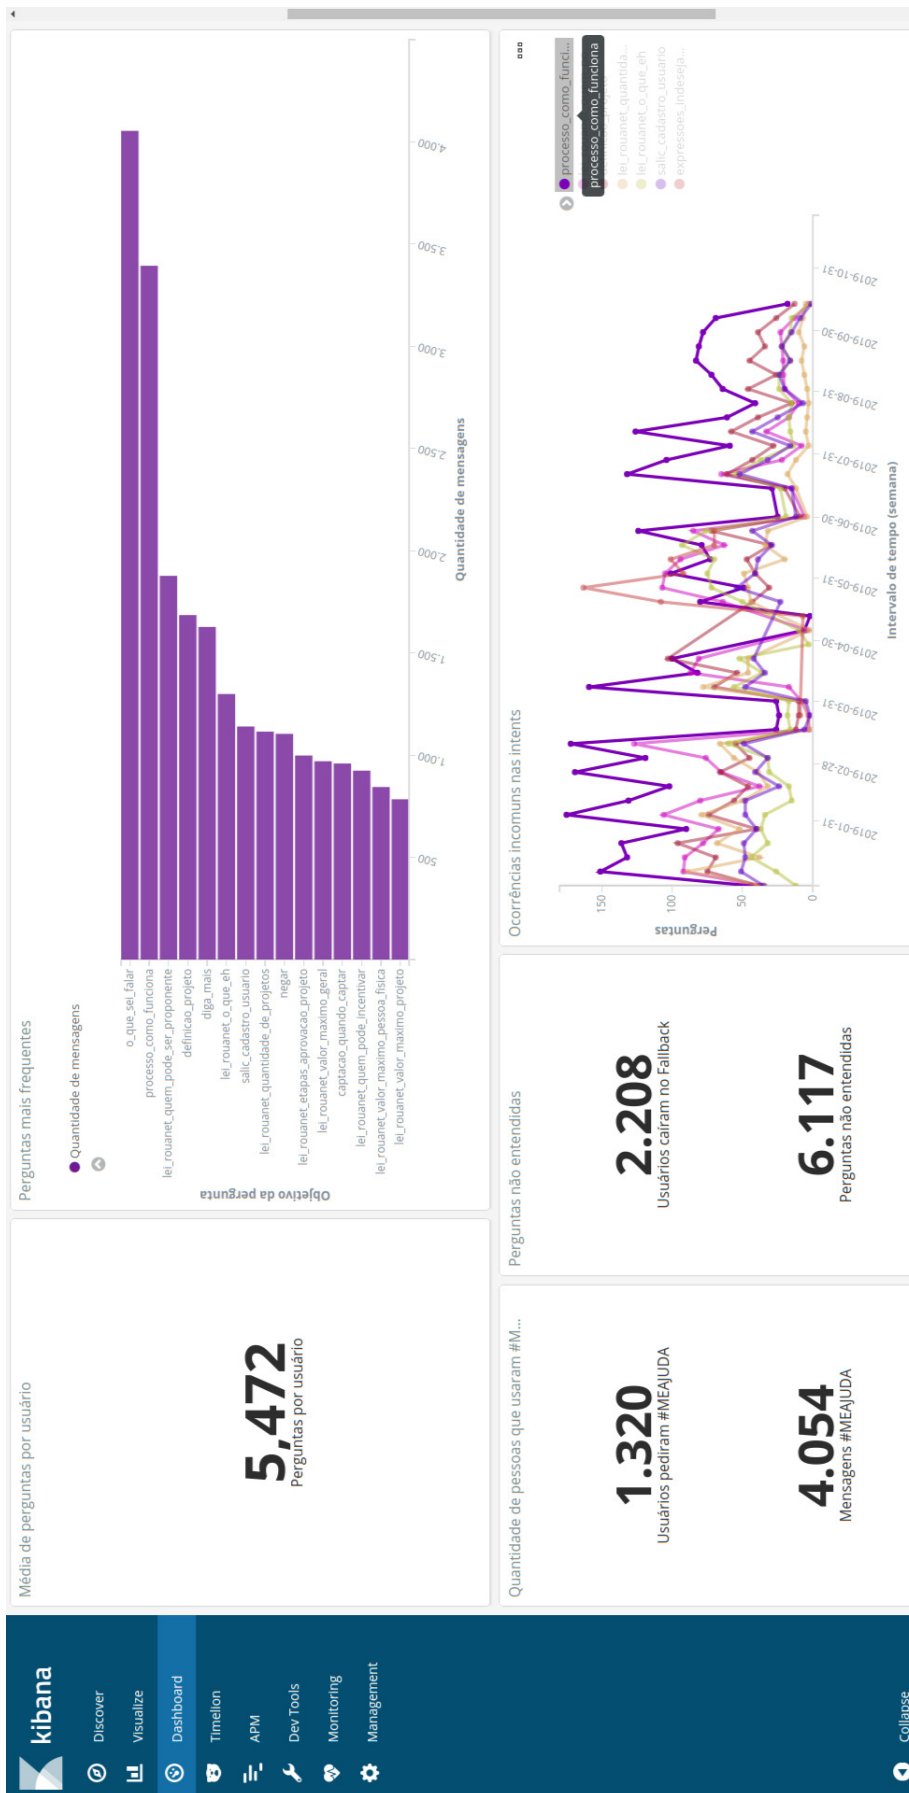 kibana
Discover
Visualize
Dashboard
Timelion
APM
Dev Tools
Monitoring
Management
Collapse
Média de perguntas por usuário
5,472
Perguntas por usuário
Perguntas mais frequentes
Quantidade de mensagens
Objetivo da pergunta
o_que_sei_falar
processo_como_funciona
lei_rouanet_quem_pode_ser_proponente
definicao_projeto
diga_mais
lei_rouanet_o_que_eh
salic_cadastro_usuario
lei_rouanet_quantidade_de_projetos
negar
lei_rouanet_etapas_aprovacao_projeto
lei_rouanet_valor_maximo_geral
captacao_quando_captar
lei_rouanet_quem_pode_incentivar
lei_rouanet_valor_maximo_pessoa_fisica
lei_rouanet_valor_maximo_projeto
500
1.000
1.500
2.000
2.500
3.000
3.500
4.000
Quantidade de mensagens
Quantidade de pessoas que usaram #M...
1.320
Usuários pediram #MEAJUDA
4.054
Mensagens #MEAJUDA
Perguntas não entendidas
2.208
Usuários caíram no Fallback
6.117
Perguntas não entendidas
Ocorrências incomuns nas intents
Perguntas
150
100
50
0
2019-01-31
2019-02-28
2019-03-31
2019-04-30
2019-05-31
2019-06-30
2019-07-31
2019-08-31
2019-09-30
2019-10-31
Intervalo de tempo (semana)
processo_como_funci...
processo_como_funciona
lei_rouanet_quantida...
lei_rouanet_o_que_eh
salic_cadastro_usuario
expressoes_indeseja...